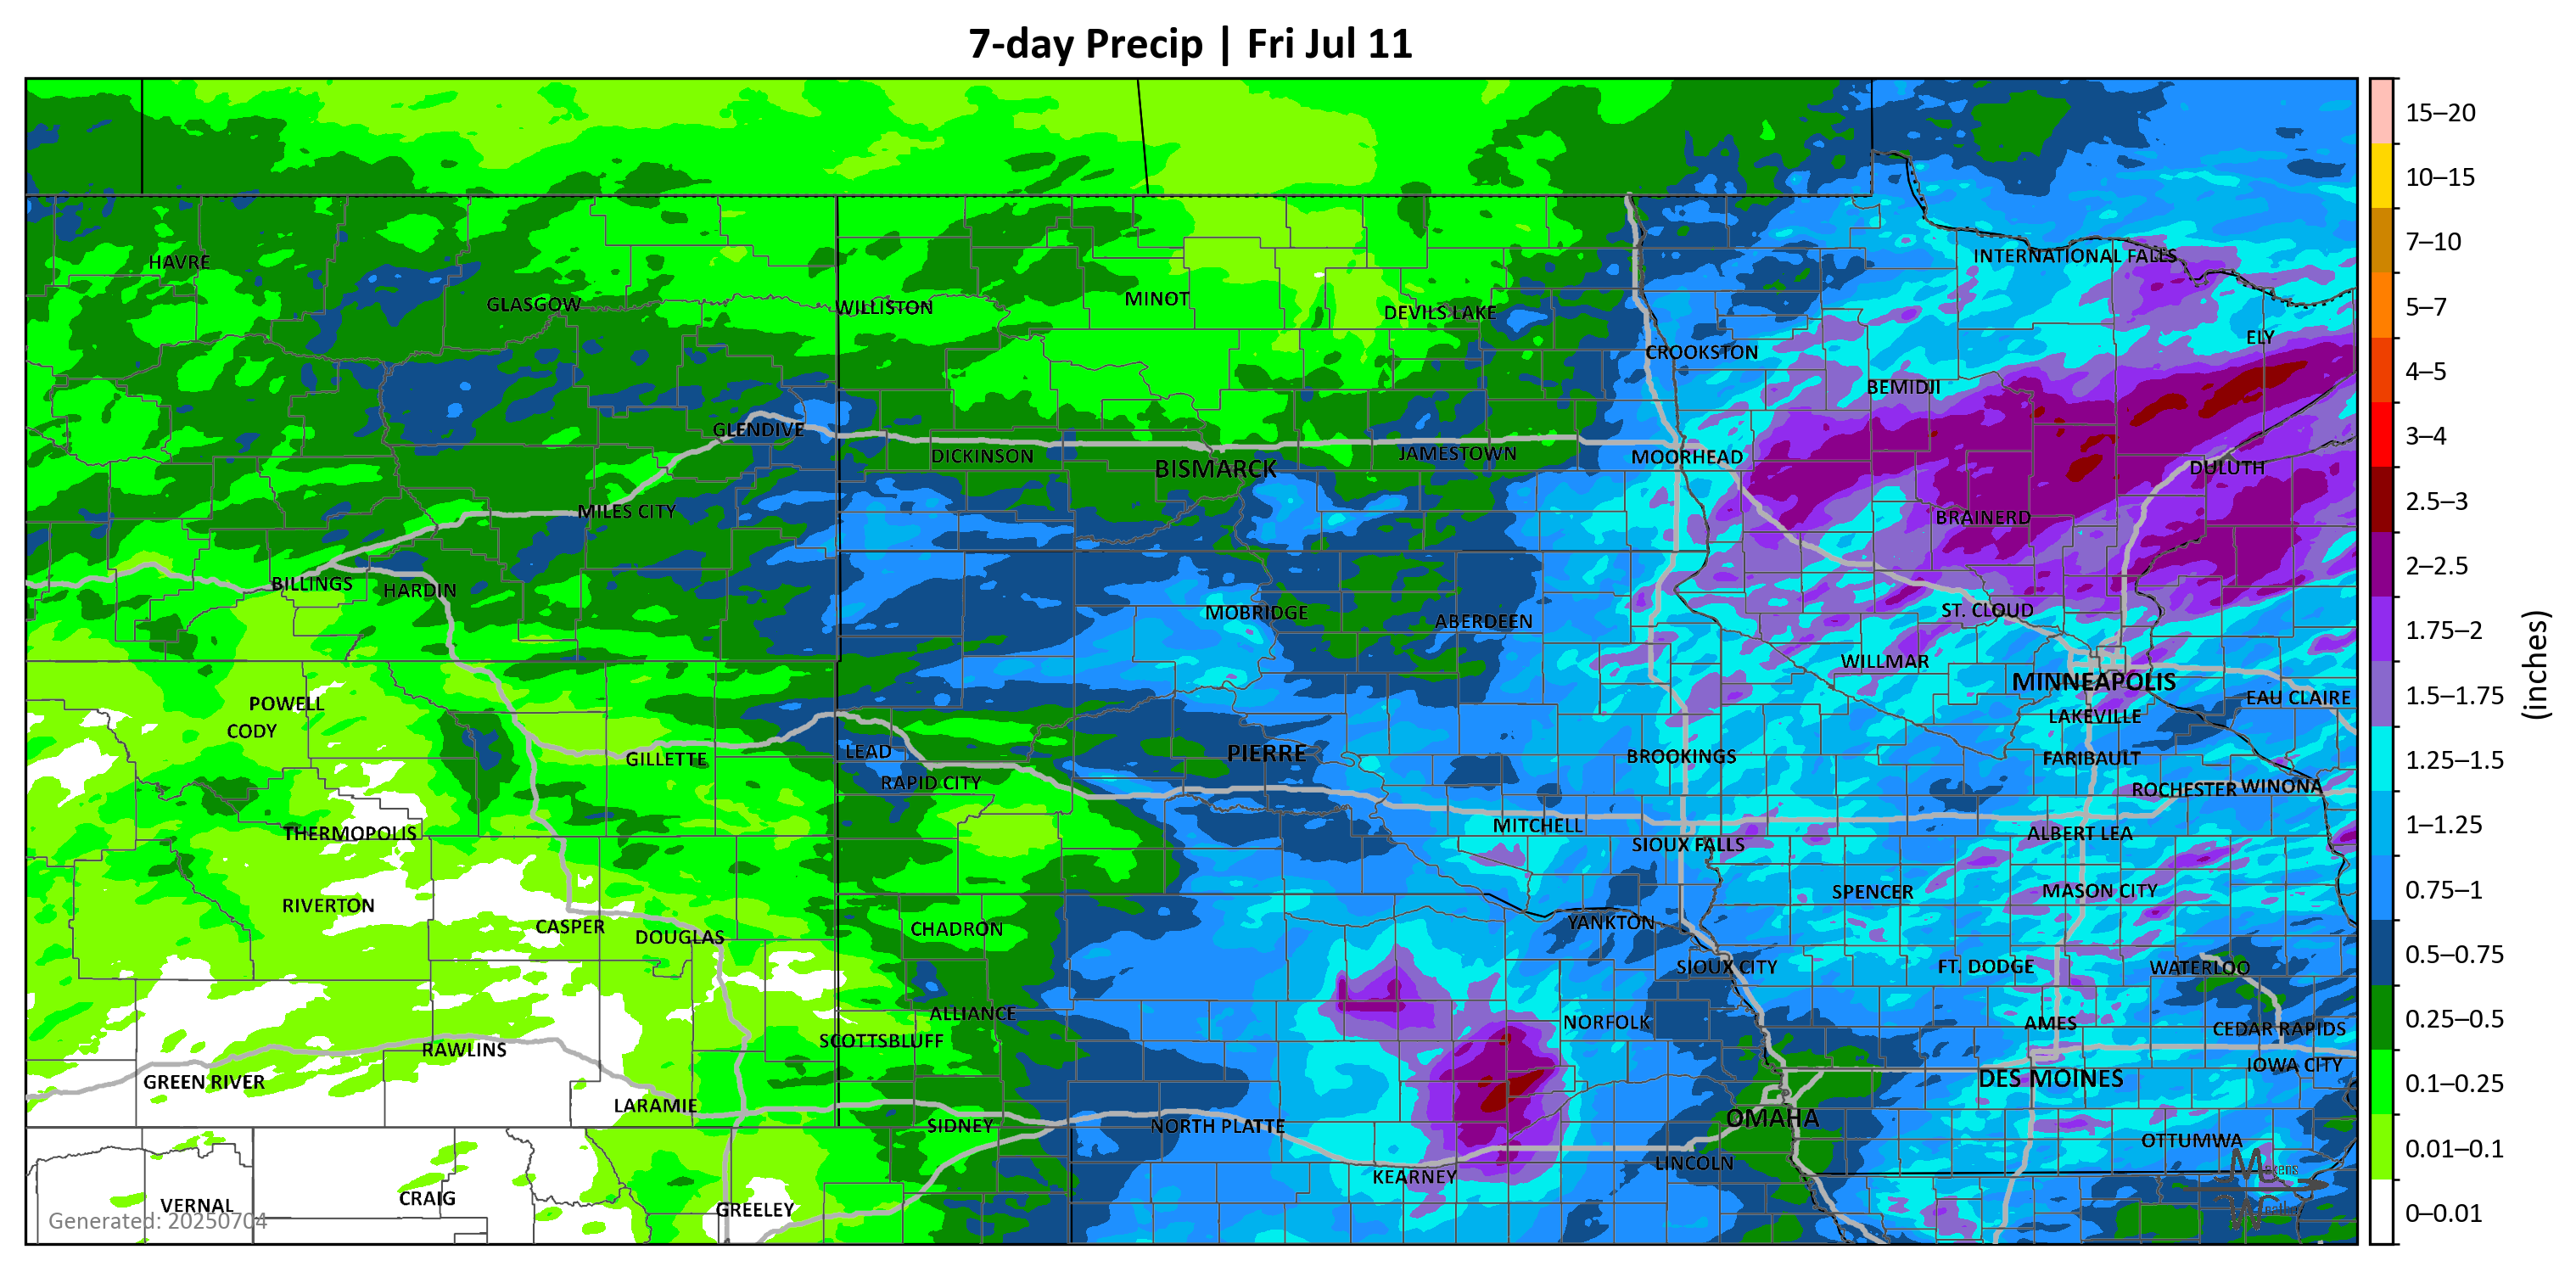 7-day Precip | Fri Jul 11
15–20
10–15
INTERNATIONAL FALLS
HAVRE
7–10
MINOT
GLASGOW
WILLISTON
DEVILS LAKE
5–7
ELY
CROOKSTON
4–5
BEMIDJI
GLENDIVE
3–4
DICKINSON
JAMESTOWN
MOORHEAD
BISMARCK
DULUTH
2.5–3
MILES CITY
BRAINERD
2–2.5
BILLINGS
HARDIN
MOBRIDGE
ST. CLOUD
ABERDEEN
1.75–2
WILLMAR
(inches)
MINNEAPOLIS
1.5–1.75
EAU CLAIRE
POWELL
LAKEVILLE
CODY
LEAD
PIERRE
BROOKINGS
GILLETTE
FARIBAULT
1.25–1.5
RAPID CITY
ROCHESTER
WINONA
MITCHELL
1–1.25
THERMOPOLIS
ALBERT LEA
SIOUX FALLS
0.75–1
SPENCER
MASON CITY
RIVERTON
YANKTON
CASPER
CHADRON
DOUGLAS
0.5–0.75
SIOUX CITY
FT. DODGE
WATERLOO
ALLIANCE
0.25–0.5
NORFOLK
AMES
CEDAR RAPIDS
SCOTTSBLUFF
RAWLINS
IOWA CITY
GREEN RIVER
DES MOINES
0.1–0.25
LARAMIE
OMAHA
SIDNEY
NORTH PLATTE
OTTUMWA
0.01–0.1
LINCOLN
KEARNEY
CRAIG
VERNAL
GREELEY
0–0.01
Generated: 20250704